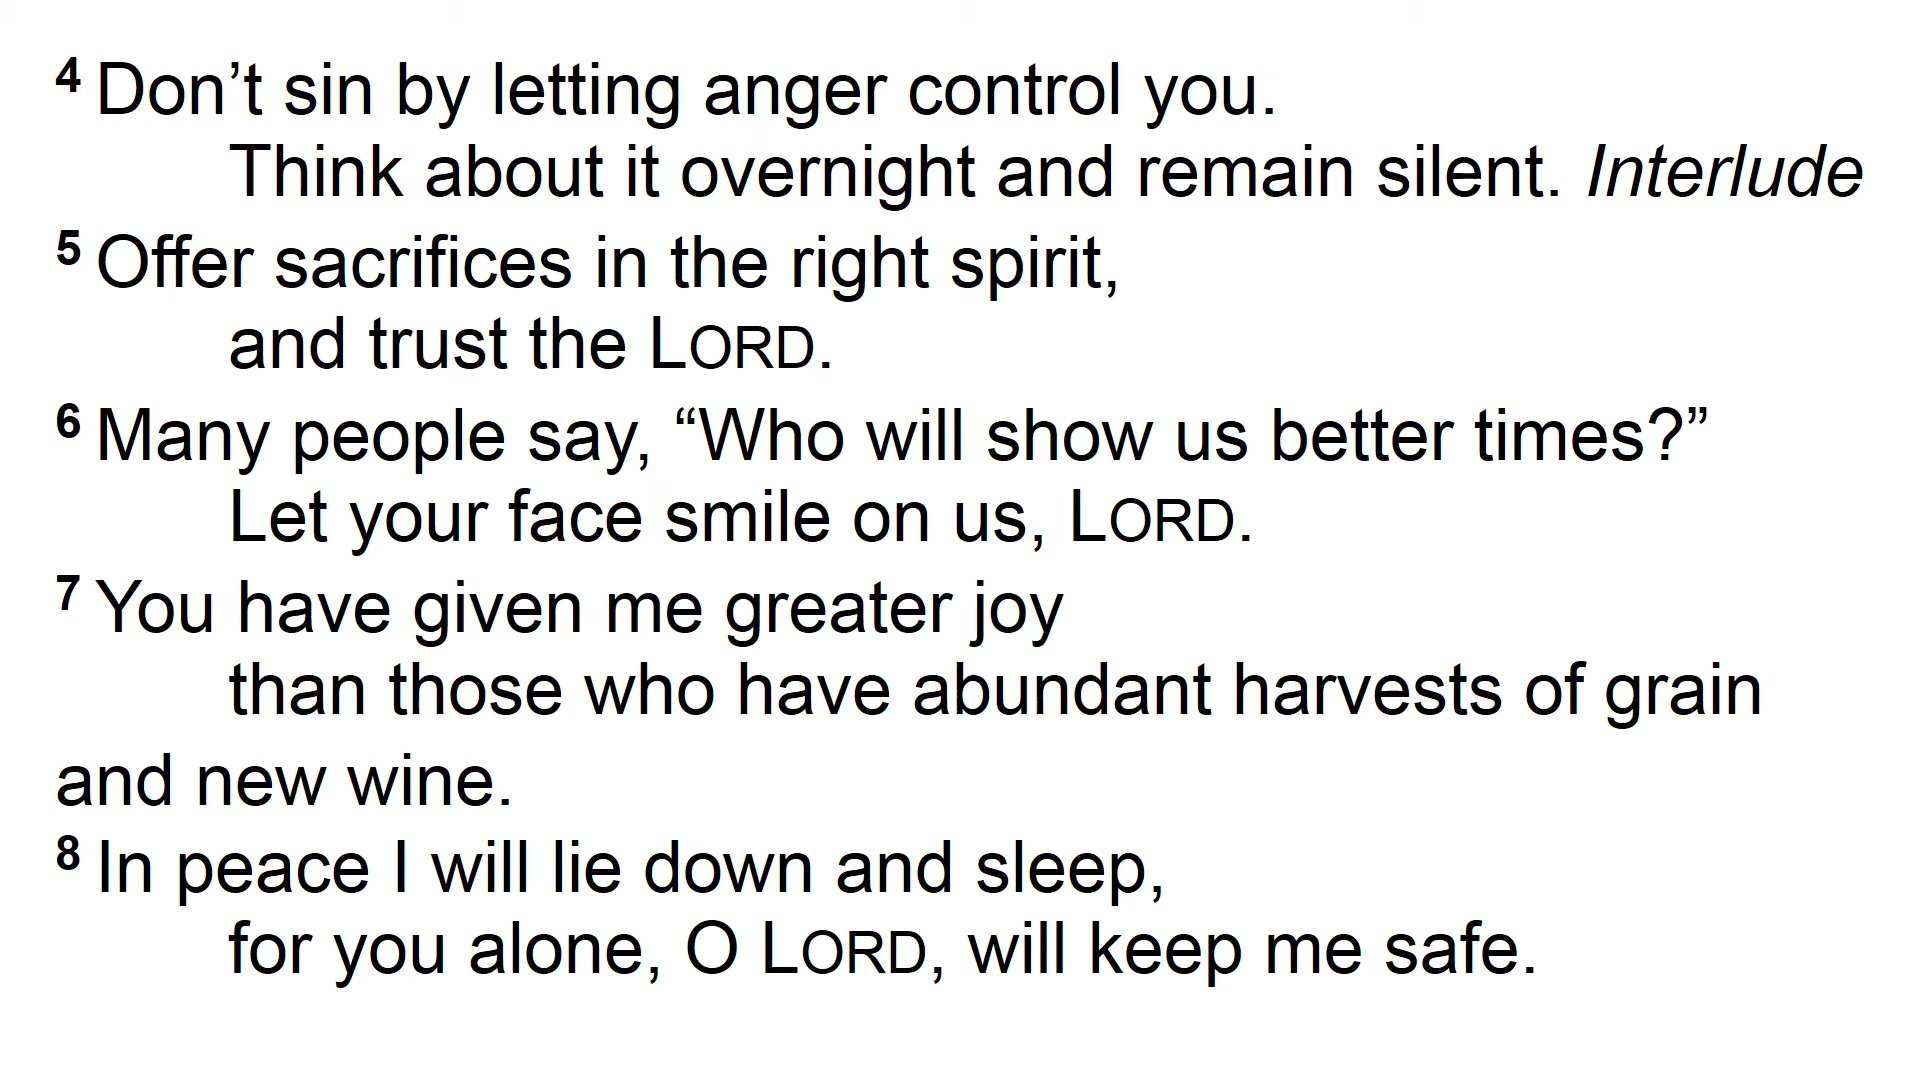 4 Don’t sin by letting anger control you.
Think about it overnight and remain silent. Interlude
5 Offer sacrifices in the right spirit,
and trust the LORD.
6 Many people say, “Who will show us better times?”
Let your face smile on us, LORD.
7 You have given me greater joy
than those who have abundant harvests of grain
and new wine.
8 In peace I will lie down and sleep,
for you alone, O LORD, will keep me safe.